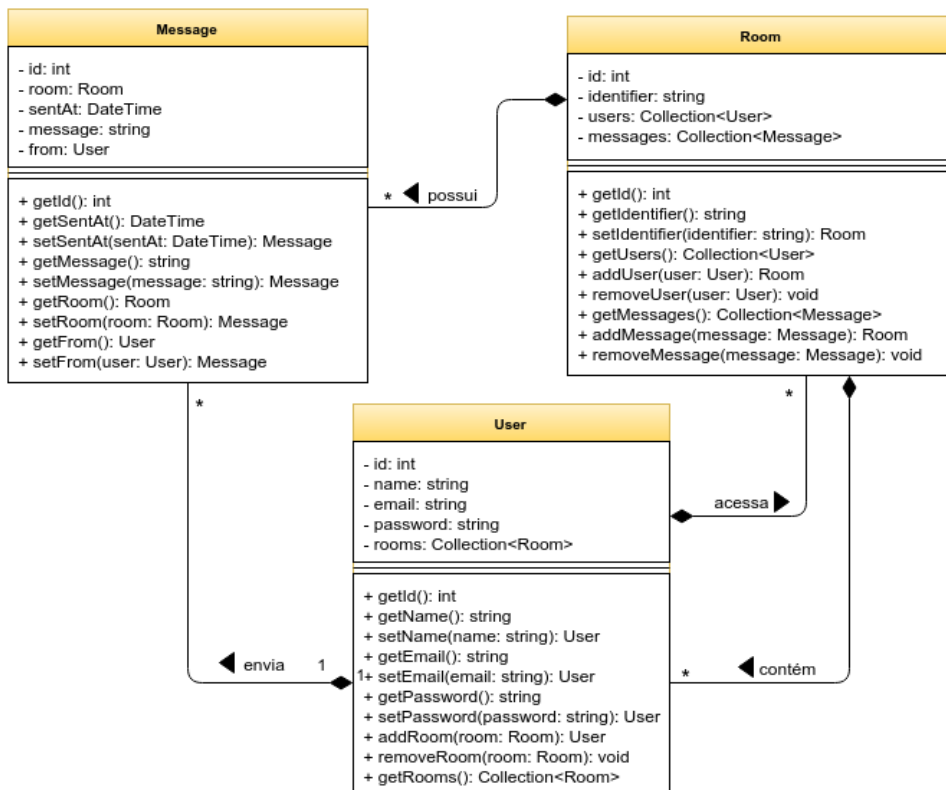 Message
- id: int
- room: Room
- sentAt: DateTime
- message: string
- from: User
+ getId(): int
+ getSentAt(): DateTime
+ setSentAt(sentAt: DateTime): Message
+ getMessage(): string
+ setMessage(message: string): Message
+ getRoom(): Room
+ setRoom(room: Room): Message
+ getFrom(): User
+ setFrom(user: User): Message
* possui
Room
- id: int
- identifier: string
- users: Collection<User>
- messages: Collection<Message>
+ getId(): int
+ getIdentifier(): string
+ setIdentifier(identifier: string): Room
+ getUsers(): Collection<User>
+ addUser(user: User): Room
+ removeUser(user: User): void
+ getMessages(): Collection<Message>
+ addMessage(message: Message): Room
+ removeMessage(message: Message): void
*
*
User
- id: int
- name: string
- email: string
- password: string
- rooms: Collection<Room>
acessa
+ getId(): int
+ getName(): string
+ setName(name: string): User
+ getEmail(): string
+ setEmail(email: string): User
+ getPassword(): string
+ setPassword(password: string): User
+ addRoom(room: Room): User
+ removeRoom(room: Room): void
+ getRooms(): Collection<Room>
envia 1
1
* contém